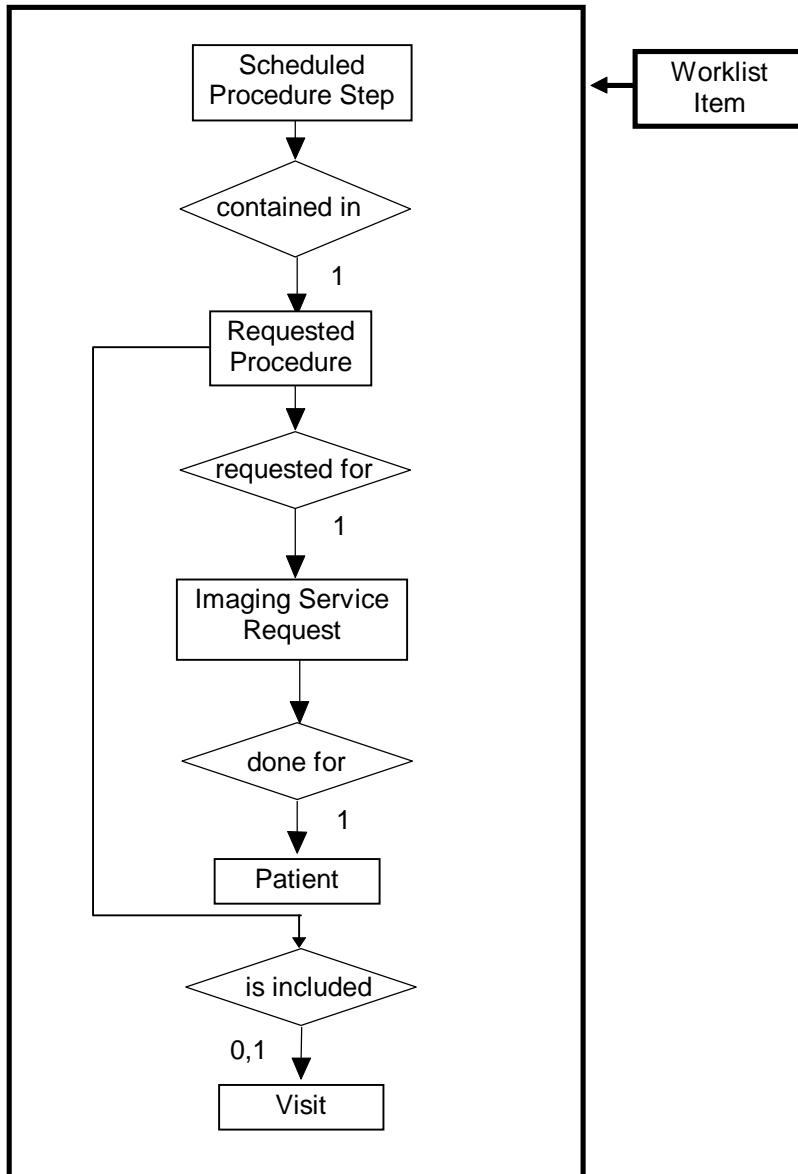 Scheduled
Procedure Step
Worklist
Item
contained in
1
Requested
Procedure
requested for
1
Imaging Service
Request
done for
1
Patient
is included
0,1
Visit